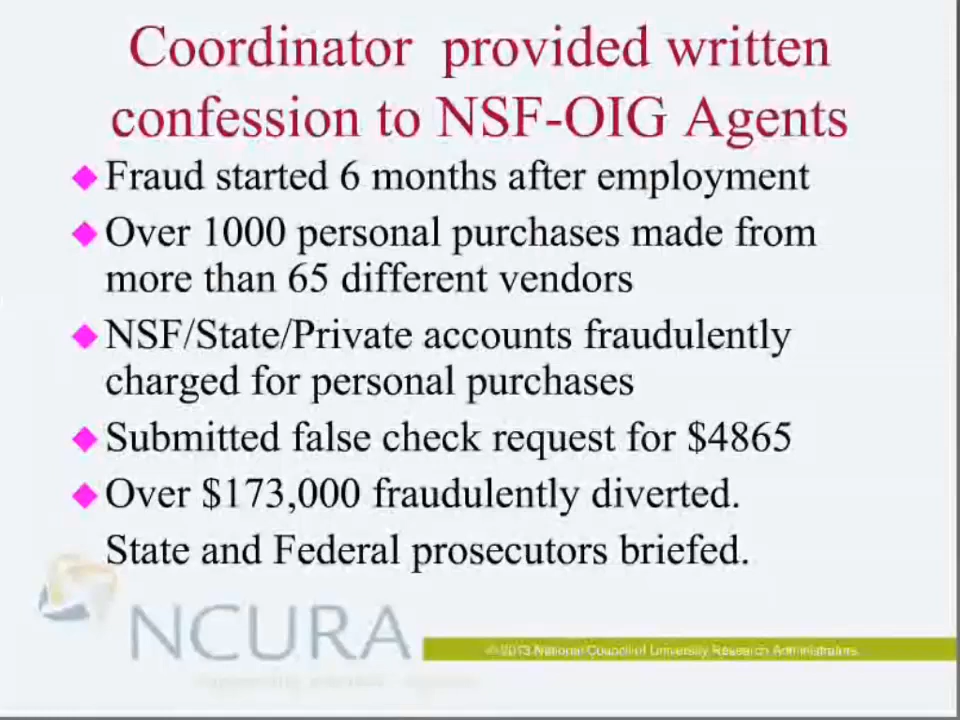 Coordinator provided written
confession to NSF-OIG Agents
Fraud started 6 months after employment
Over 1000 personal purchases made from
more than 65 different vendors
NSF/State/Private accounts fraudulently
charged for personal purchases
Submitted false check request for $4865
Over $173,000 fraudulently diverted.
State and Federal prosecutors briefed.
NCURA
© 2013 National Council of University Research Administrators